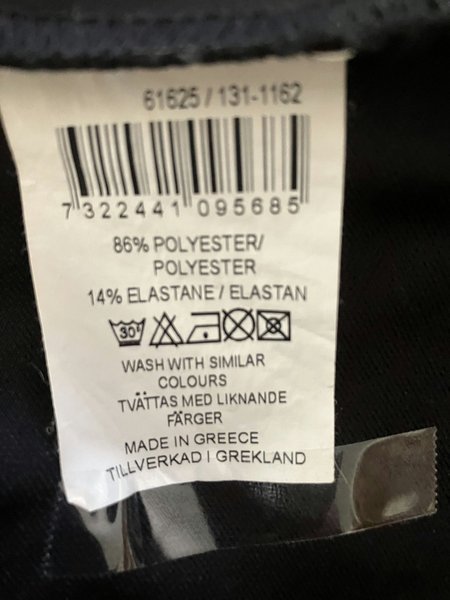 61625 / 131-1162
7 322441 095685
86% POLYESTER/
POLYESTER
14% ELASTANE / ELASTAN
30°
WASH WITH SIMILAR
COLOURS
TVÄTTAS MED LIKNANDE
FÄRGER
MADE IN GREECE
TILLVERKAD I GREKLAND